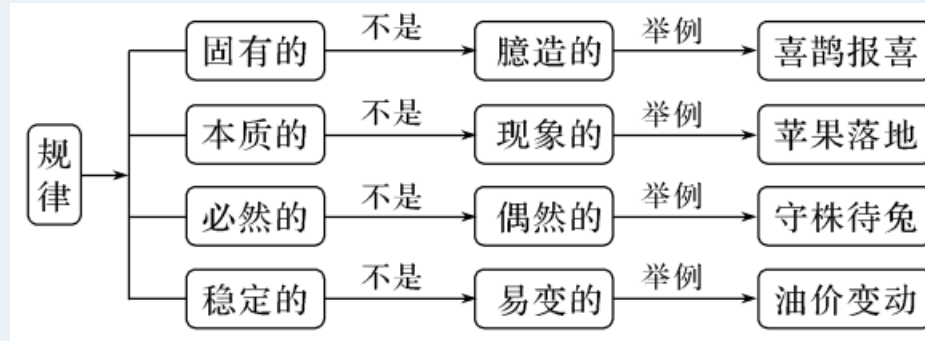 规律
固有的 不是 臆造的 举例 喜鹊报喜
本质的 不是 现象的 举例 苹果落地
必然的 不是 偶然的 举例 守株待兔
稳定的 不是 易变的 举例 油价变动